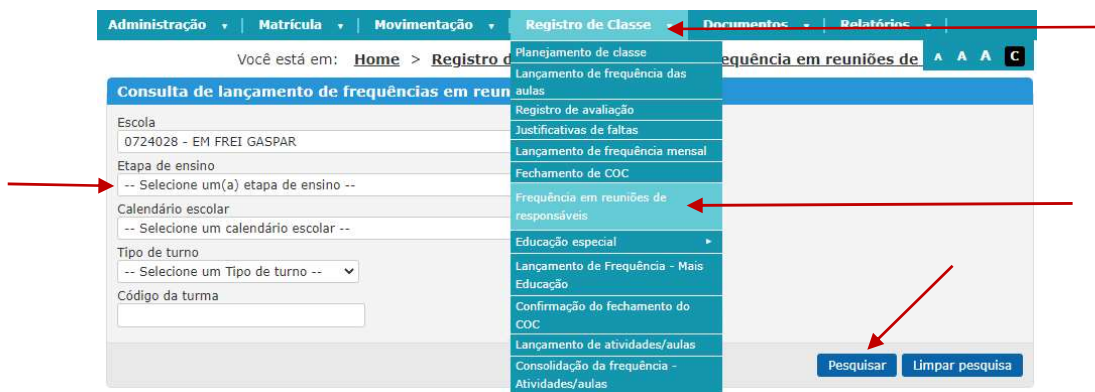 Administração Matrícula Movimentação Registro de Classe Documentos Relatórios
Você está em: Home > Registro d equência em reuniões de A A A C
Consulta de lançamento de frequências em reun
Escola
0724028 - EM FREI GASPAR
Etapa de ensino
-- Selecione um(a) etapa de ensino --
Calendário escolar
-- Selecione um calendário escolar --
Tipo de turno
-- Selecione um Tipo de turno --
Código da turma
Planejamento de classe
Lançamento de frequência das
aulas
Registro de avaliação
Justificativas de faltas
Lançamento de frequência mensal
Fechamento de COC
Frequência em reuniões de
responsáveis
Educação especial
Lançamento de Frequência - Mais
Educação
Confirmação do fechamento do
COC
Lançamento de atividades/aulas
Consolidação da frequência -
Atividades/aulas
Pesquisar Limpar pesquisa